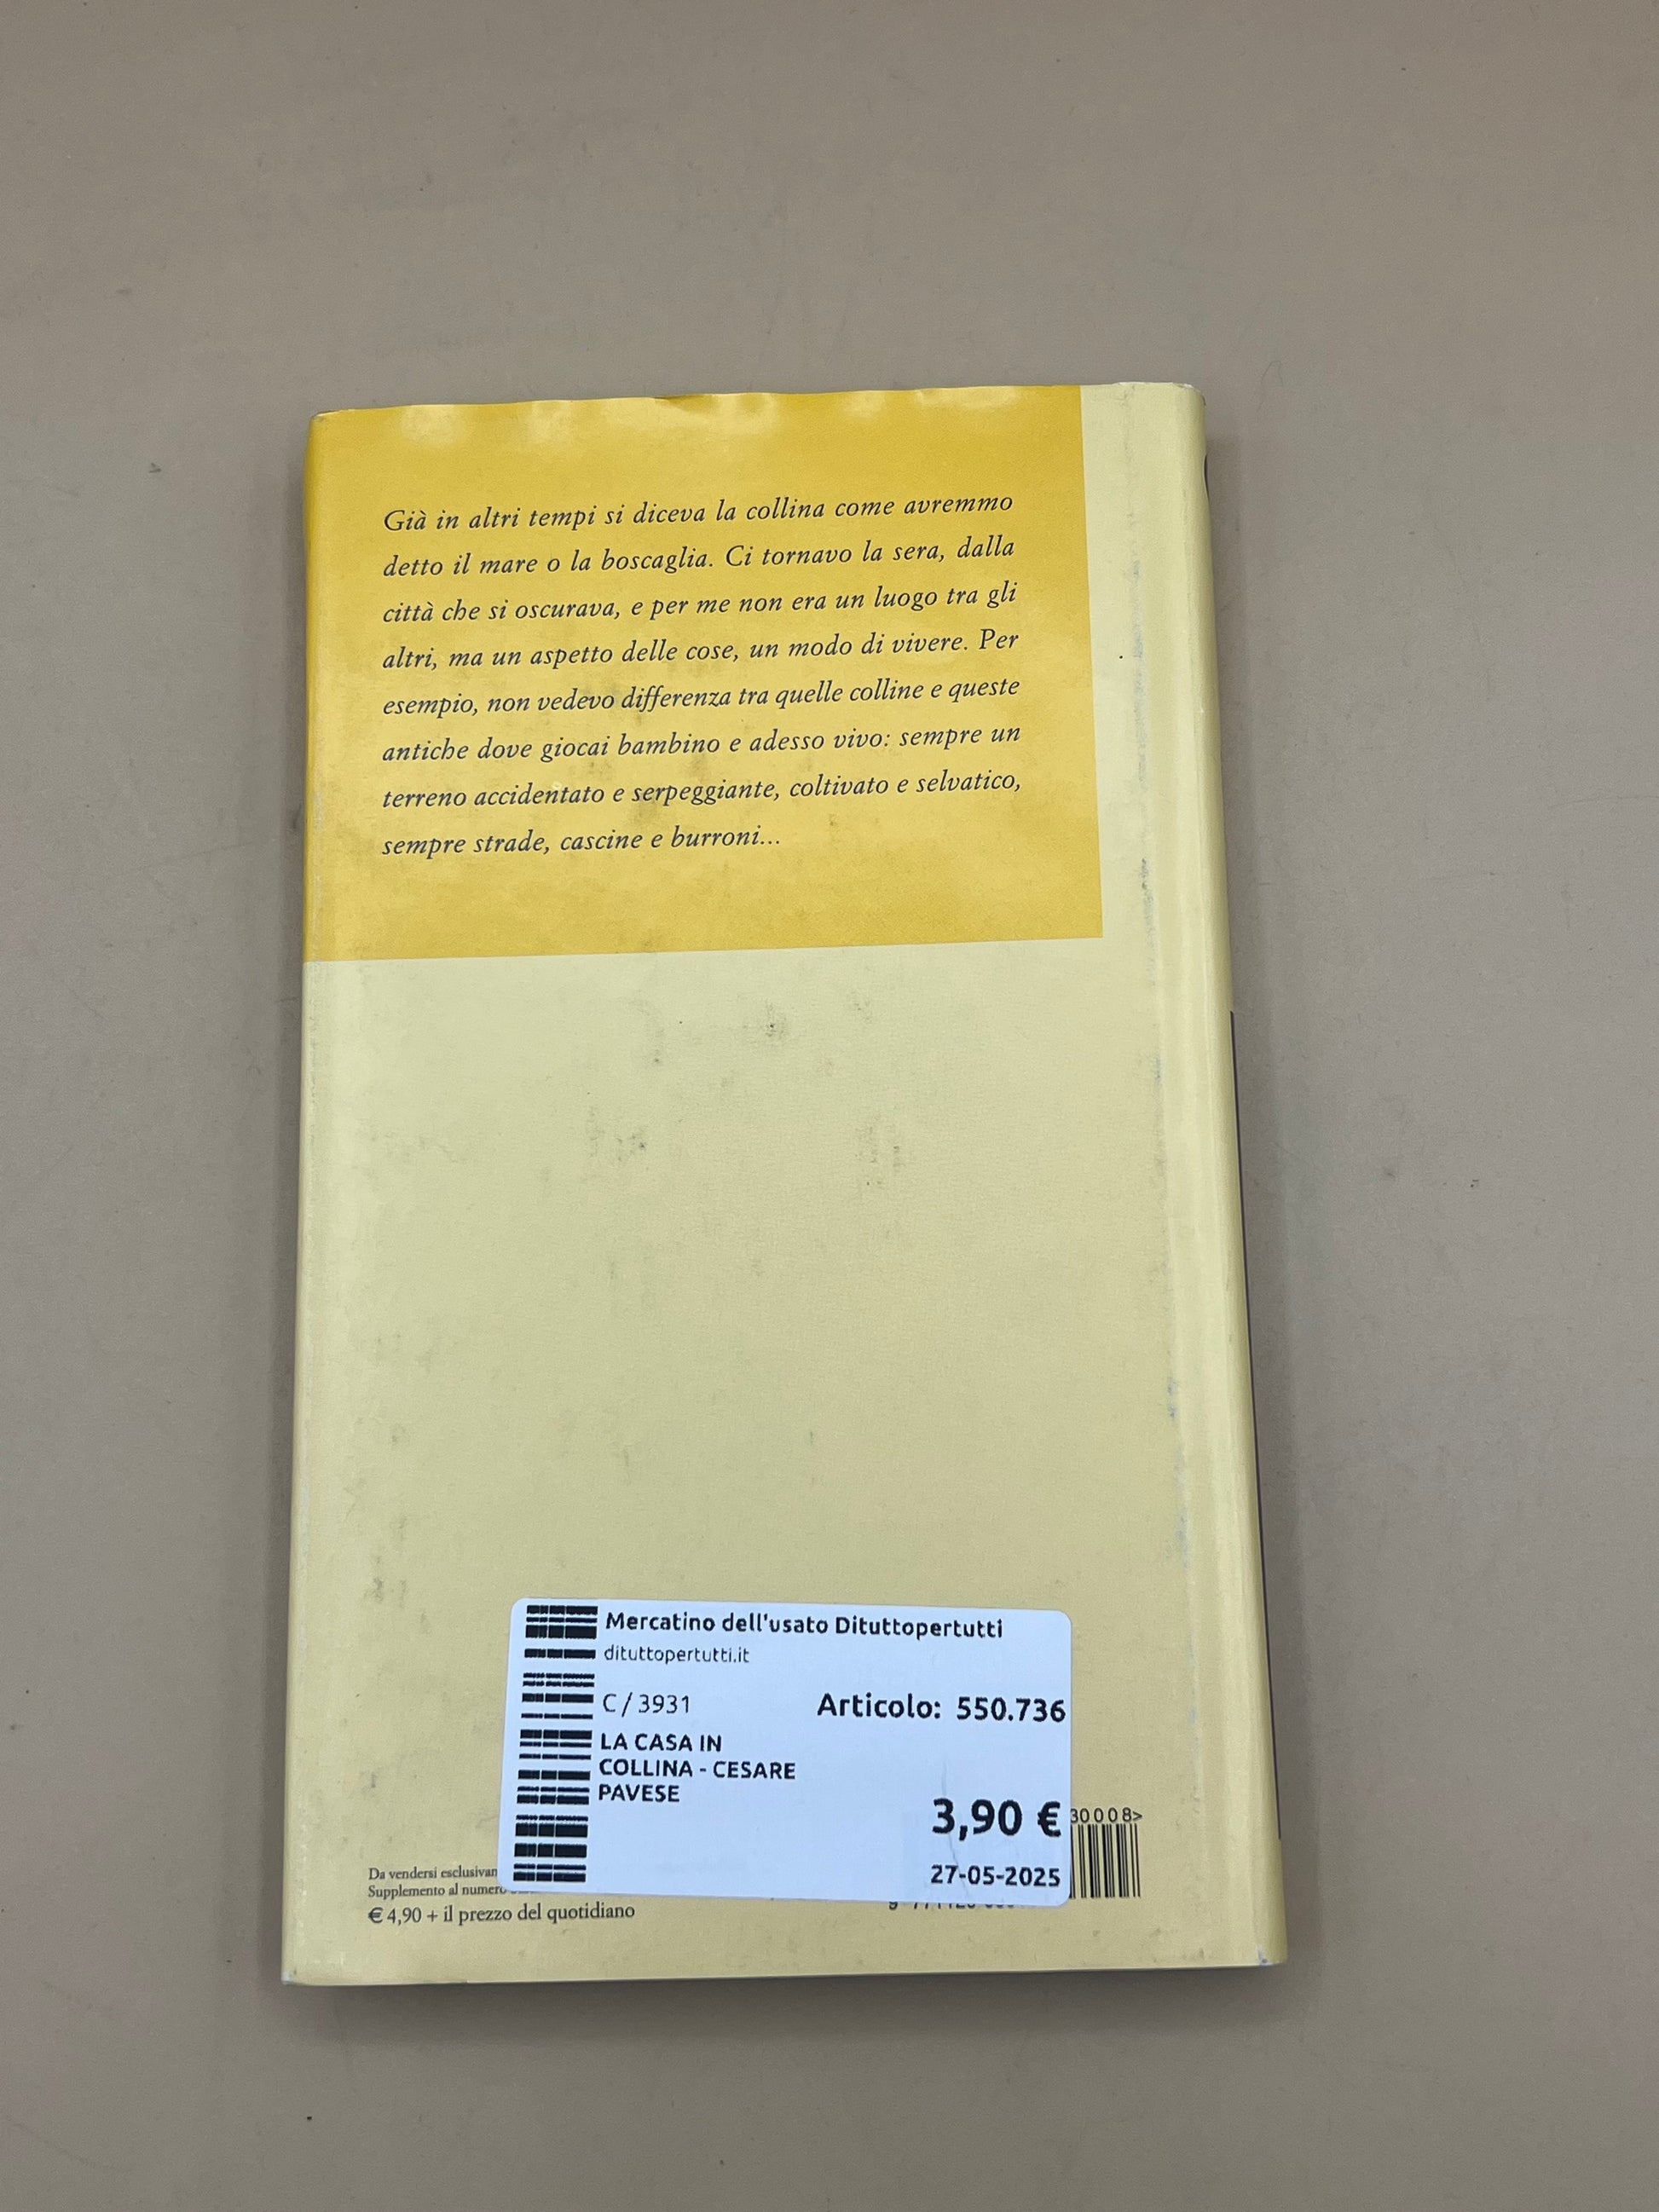 Già in altri tempi si diceva la collina come avremmo
detto il mare o la boscaglia. Ci tornavo la sera, dalla
città che si oscurava, e per me non era un luogo tra gli
altri, ma un aspetto delle cose, un modo di vivere. Per
esempio, non vedevo differenza tra quelle colline e queste
antiche dove giocai bambino e adesso vivo: sempre un
terreno accidentato e serpeggiante, coltivato e selvatico,
sempre strade, cascine e burroni...
Mercatino dell'usato Dituttopertutti
dituttopertutti.it
C / 3931 Articolo: 550.736
LA CASA IN
COLLINA - CESARE
PAVESE
3,90 €
30008>
27-05-2025
Da vendersi
Supplemento al
€ 4,90 + il prezzo del quotidiano